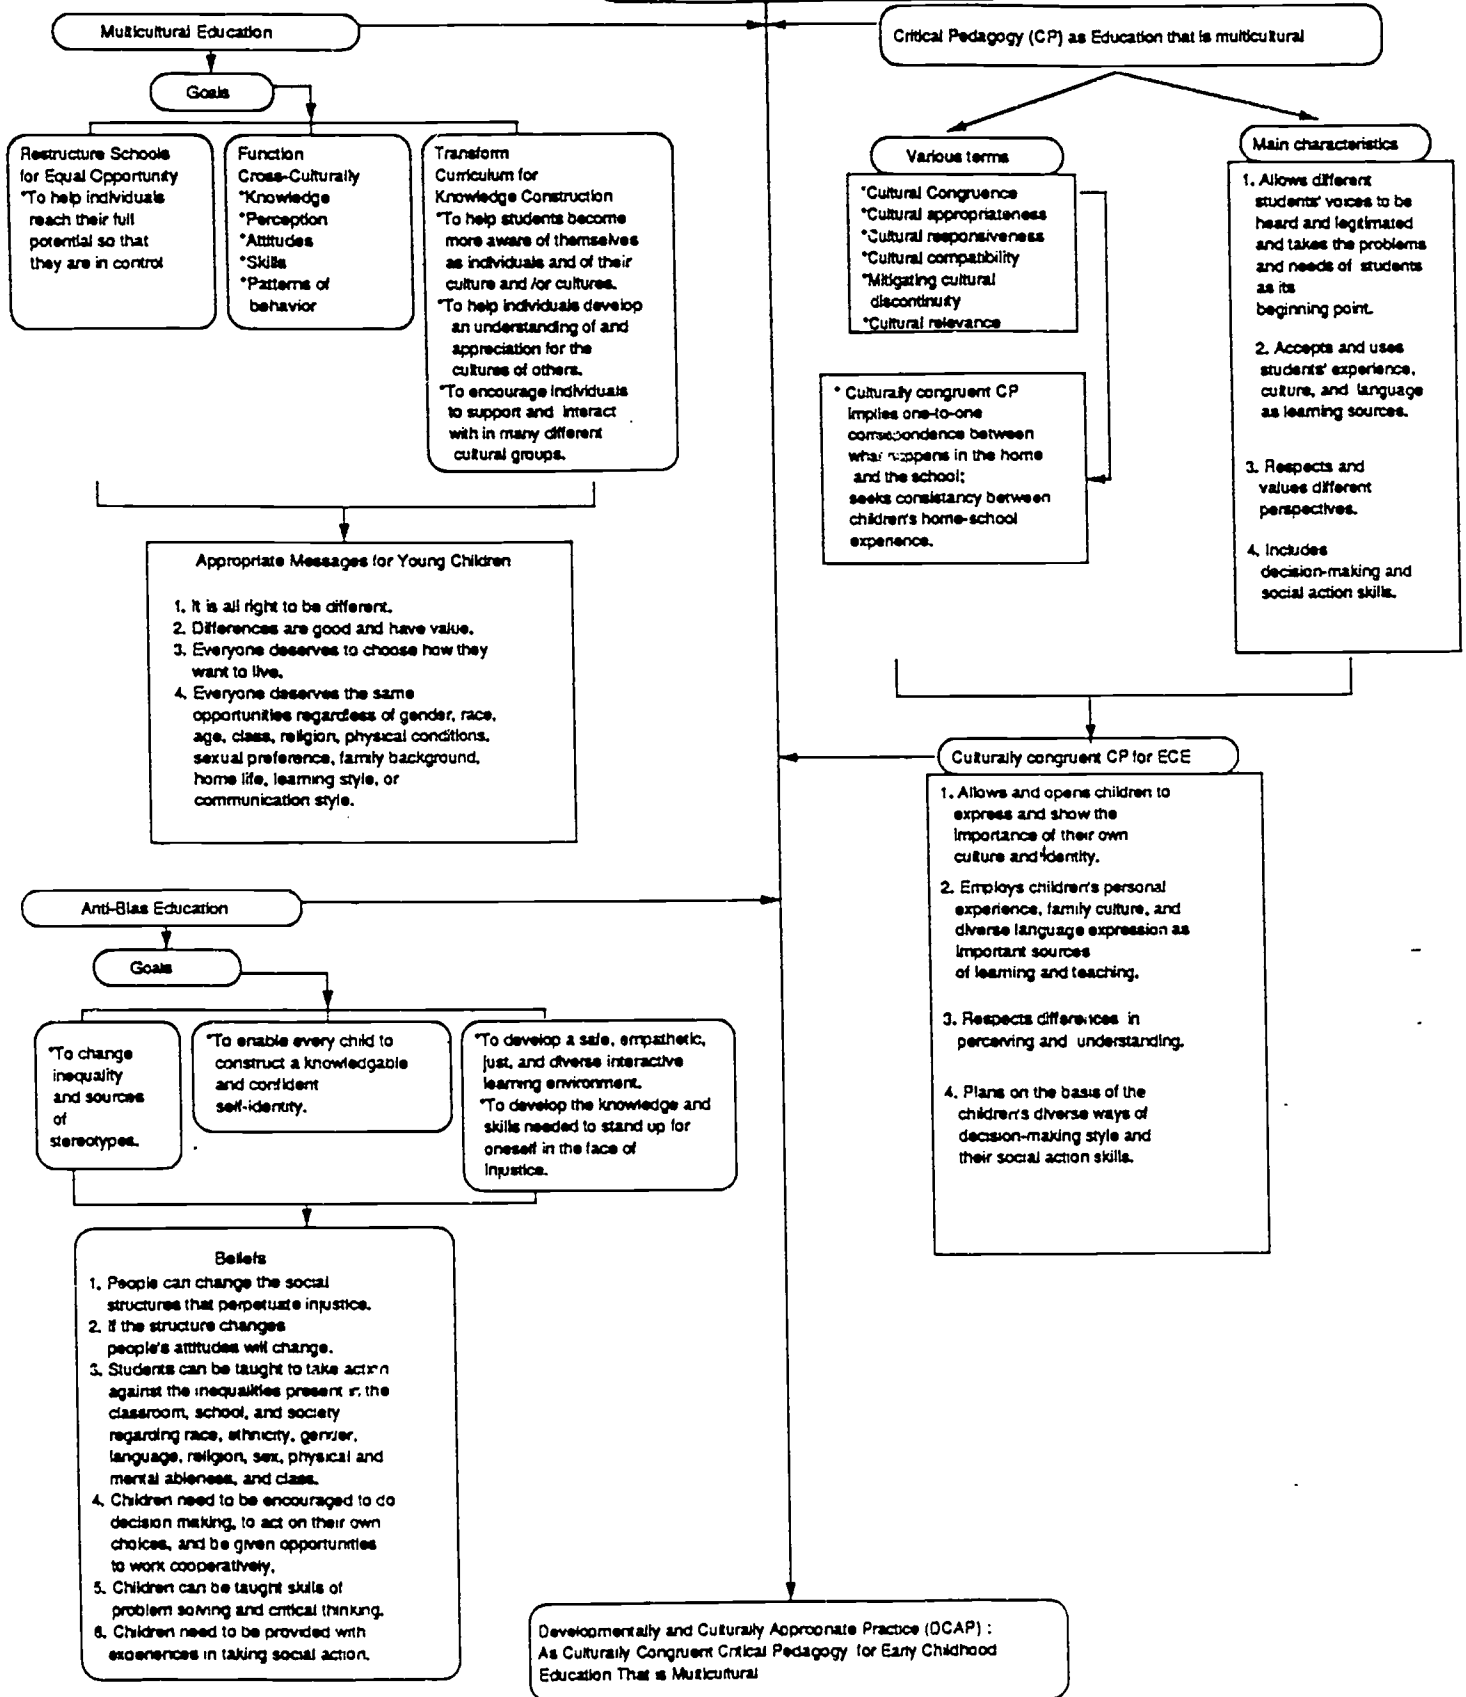 Multicultural Education
Critical Pedagogy (CP) as Education that is multicultural
Goals
Restructure Schools
for Equal Opportunity
*To help individuals
reach their full
potential so that
they are in control
Function
Cross-Culturally
*Knowledge
*Perception
*Attitudes
*Skills
*Patterns of
behavior
Transform
Curriculum for
Knowledge Construction
*To help students become
more aware of themselves
as individuals and of their
culture and /or cultures.
*To help individuals develop
an understanding of and
appreciation for the
cultures of others.
*To encourage individuals
to support and interact
with in many different
cultural groups.
Various terms
*Cultural Congruence
*Cultural appropriateness
*Cultural responsiveness
*Cultural compatibility
*Mitigating cultural
discontinuity
*Cultural relevance
Main characteristics
1. Allows different
students' voices to be
heard and legtimated
and takes the problems
and needs of students
as its
beginning point.
2. Accepts and uses
students' experience,
culture, and language
as learning sources.
3. Respects and
values different
perspectives.
4. Includes
decision-making and
social action skills.
* Culturally congruent CP
implies one-to-one
correspondence between
what happens in the home
and the school;
seeks consistancy between
children's home-school
experience.
Appropriate Messages for Young Children
1. It is all right to be different.
2. Differences are good and have value.
3. Everyone deserves to choose how they
want to live.
4. Everyone deserves the same
opportunities regardless of gender, race,
age, class, religion, physical conditions,
sexual preference, family background,
home life, learning style, or
communication style.
Culturally congruent CP for ECE
1. Allows and opens children to
express and show the
importance of their own
culture and identity.
2. Employs children's personal
experience, family culture, and
diverse language expression as
important sources
of learning and teaching.
3. Respects differences in
perceiving and understanding.
4. Plans on the basis of the
children's diverse ways of
decision-making style and
their social action skills.
Anti-Bias Education
Goals
*To change
inequality
and sources
of
stereotypes.
*To enable every child to
construct a knowledgable
and confident
self-identity.
*To develop a safe, empathetic,
just, and diverse interactive
learning environment.
*To develop the knowledge and
skills needed to stand up for
oneself in the face of
injustice.
Beliefs
1. People can change the social
structures that perpetuate injustice.
2. If the structure changes
people's attitudes will change.
3. Students can be taught to take action
against the inequalities present in the
classroom, school, and society
regarding race, ethnicity, gender,
language, religion, sex, physical and
mental ableness, and class.
4. Children need to be encouraged to do
decision making, to act on their own
choices, and be given opportunities
to work cooperatively.
5. Children can be taught skills of
problem solving and critical thinking.
6. Children need to be provided with
experiences in taking social action.
Developmentally and Culturally Appropriate Practice (DCAP) :
As Culturally Congruent Critical Pedagogy for Early Childhood
Education That is Multicultural